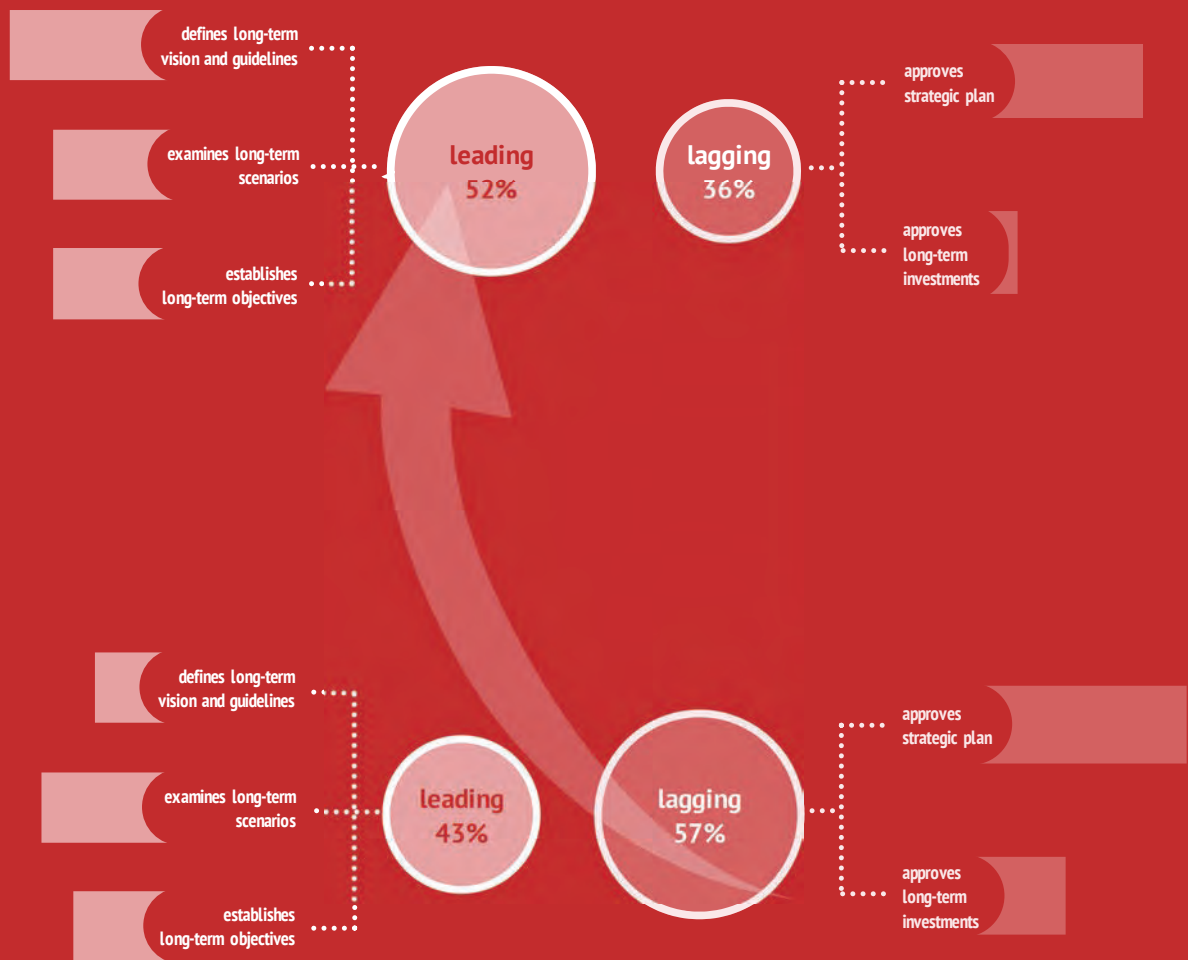 defines long-term
vision and guidelines
examines long-term
scenarios
establishes
long-term objectives
leading
52%
lagging
36%
approves
strategic plan
approves
long-term
investments
defines long-term
vision and guidelines
examines long-term
scenarios
establishes
long-term objectives
leading
43%
lagging
57%
approves
strategic plan
approves
long-term
investments